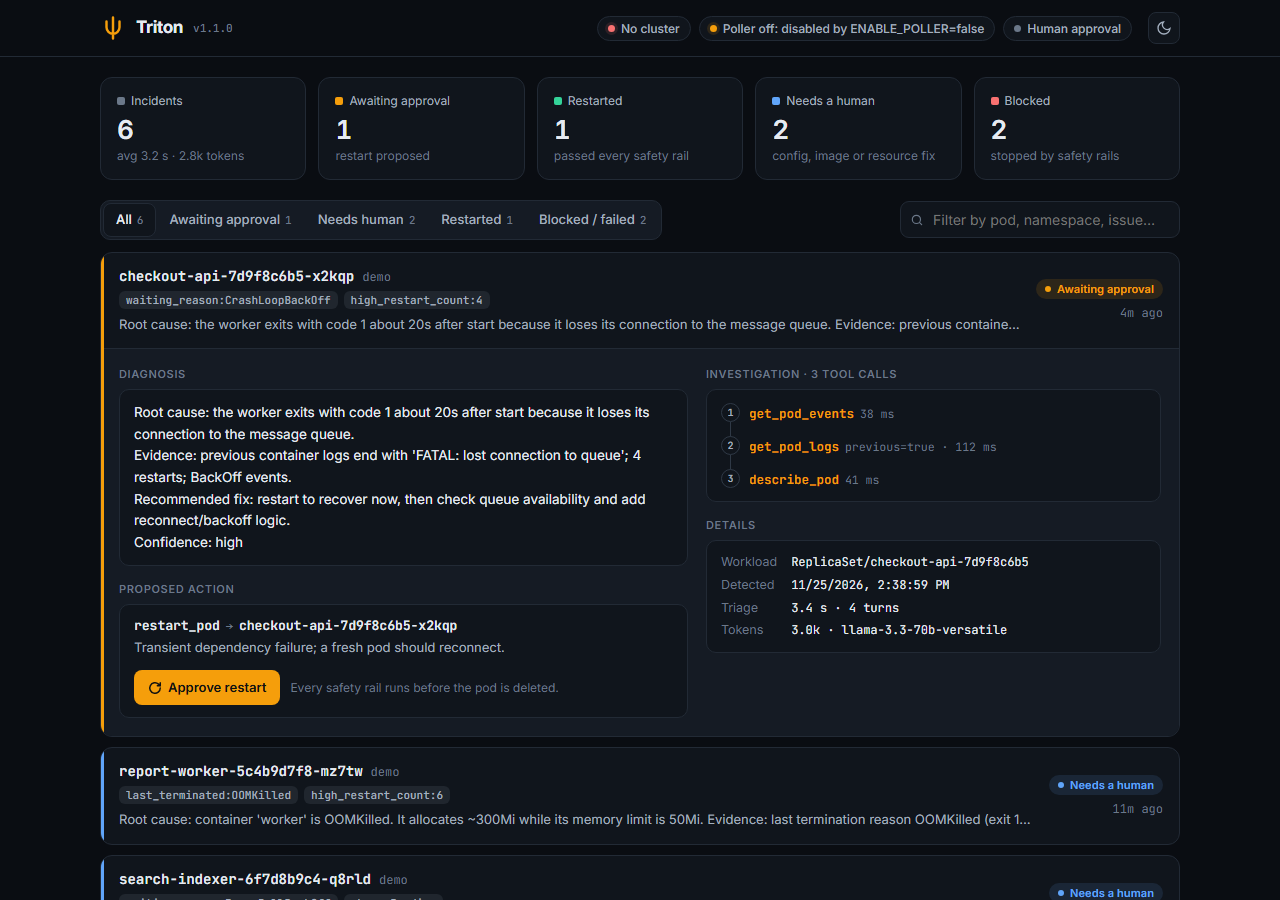 Triton v1.1.0
No cluster
Poller off: disabled by ENABLE_POLLER=false
Human approval
Incidents
6
avg 3.2 s · 2.8k tokens
Awaiting approval
1
restart proposed
Restarted
1
passed every safety rail
Needs a human
2
config, image or resource fix
Blocked
2
stopped by safety rails
All 6
Awaiting approval 1
Needs human 2
Restarted 1
Blocked / failed 2
Filter by pod, namespace, issue...
checkout-api-7d9f8c6b5-x2kqp demo
waiting_reason:CrashLoopBackOff high_restart_count:4
Root cause: the worker exits with code 1 about 20s after start because it loses its connection to the message queue. Evidence: previous containe...
Awaiting approval
4m ago
DIAGNOSIS
Root cause: the worker exits with code 1 about 20s after start because it loses its
connection to the message queue.
Evidence: previous container logs end with 'FATAL: lost connection to queue'; 4
restarts; BackOff events.
Recommended fix: restart to recover now, then check queue availability and add
reconnect/backoff logic.
Confidence: high
PROPOSED ACTION
restart_pod → checkout-api-7d9f8c6b5-x2kqp
Transient dependency failure; a fresh pod should reconnect.
Approve restart
Every safety rail runs before the pod is deleted.
INVESTIGATION · 3 TOOL CALLS
1 get_pod_events 38 ms
2 get_pod_logs previous=true · 112 ms
3 describe_pod 41 ms
DETAILS
Workload ReplicaSet/checkout-api-7d9f8c6b5
Detected 11/25/2026, 2:38:59 PM
Triage 3.4 s · 4 turns
Tokens 3.0k · llama-3.3-70b-versatile
report-worker-5c4b9d7f8-mz7tw demo
last_terminated:OOMKilled high_restart_count:6
Root cause: container 'worker' is OOMKilled. It allocates ~300Mi while its memory limit is 50Mi. Evidence: last termination reason OOMKilled (exit 1...
Needs a human
11m ago
search-indexer-6f7d8b9c4-q8rld demo
Needs a human